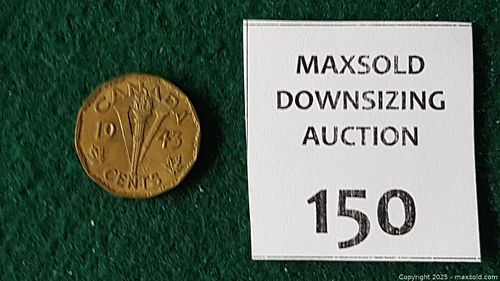 CANADA
19 43
CENTS
MAXSOLD
DOWNSIZING
AUCTION
150
Copyright 2025 - maxsold.com